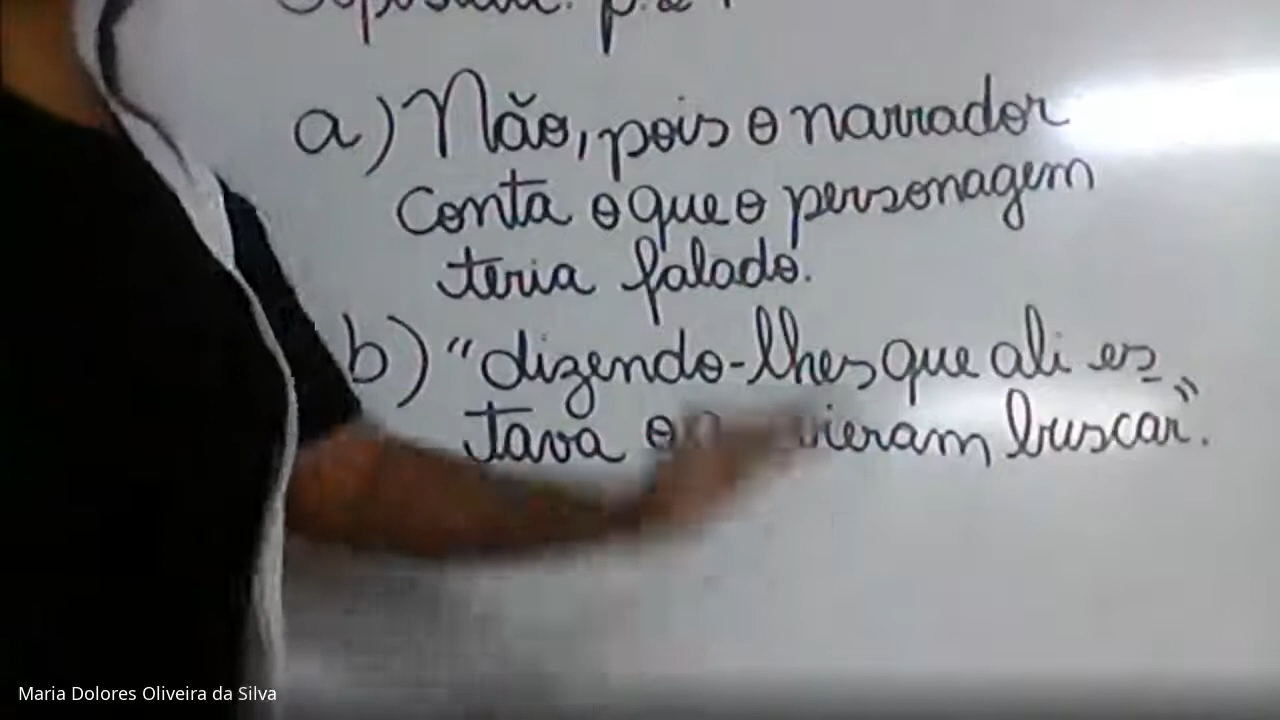 p. 27
a) Não, pois o narrador
conta o que o personagem
teria falado.
b) "dizendo-lhes que ali es
tava o vieram buscar".
Maria Dolores Oliveira da Silva